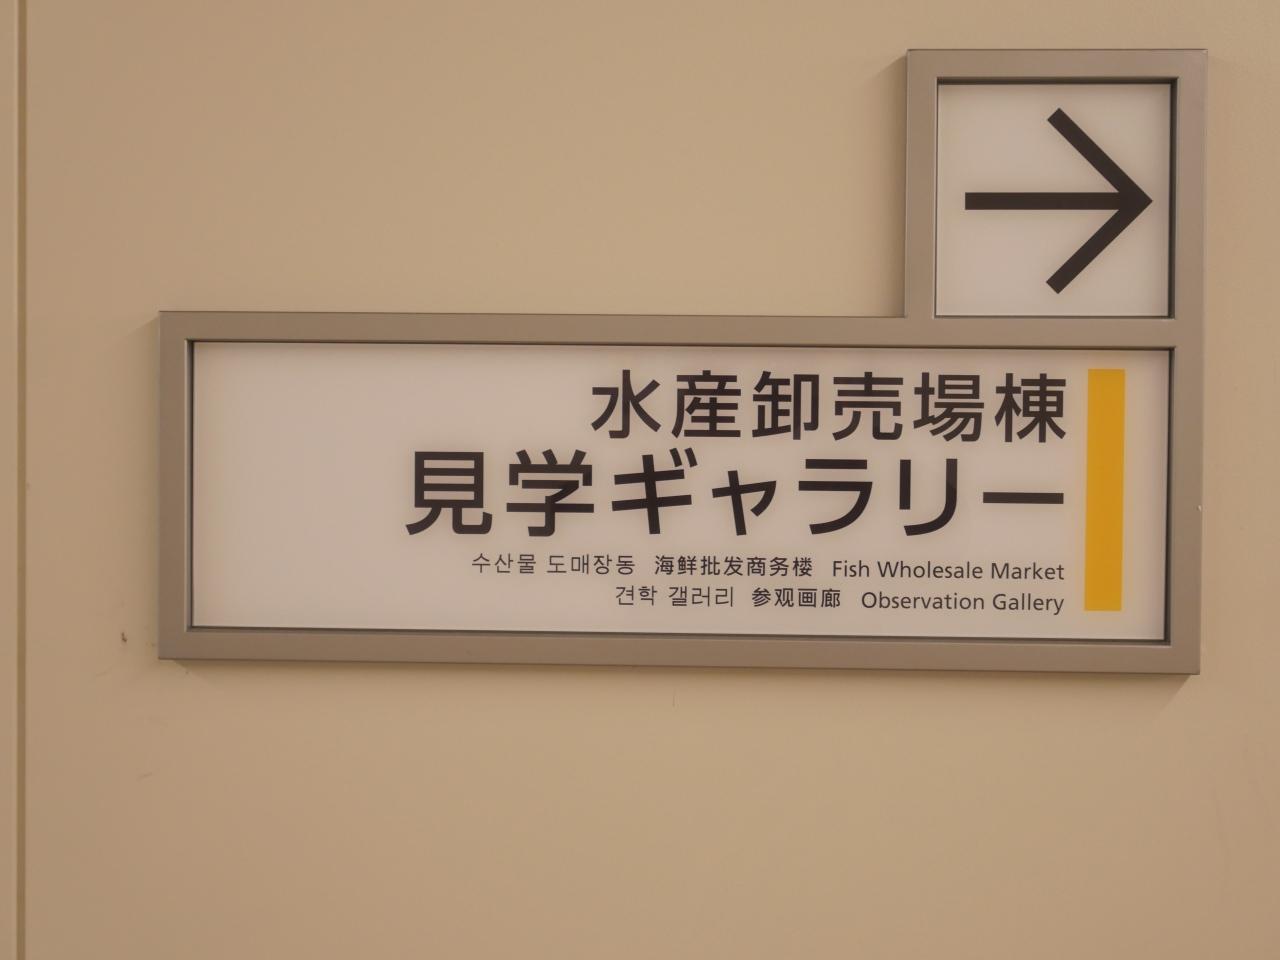 水産卸売場棟
見学ギャラリー
수산물 도매장동 海鲜批发商务楼 Fish Wholesale Market
견학 갤러리 参观画廊 Observation Gallery